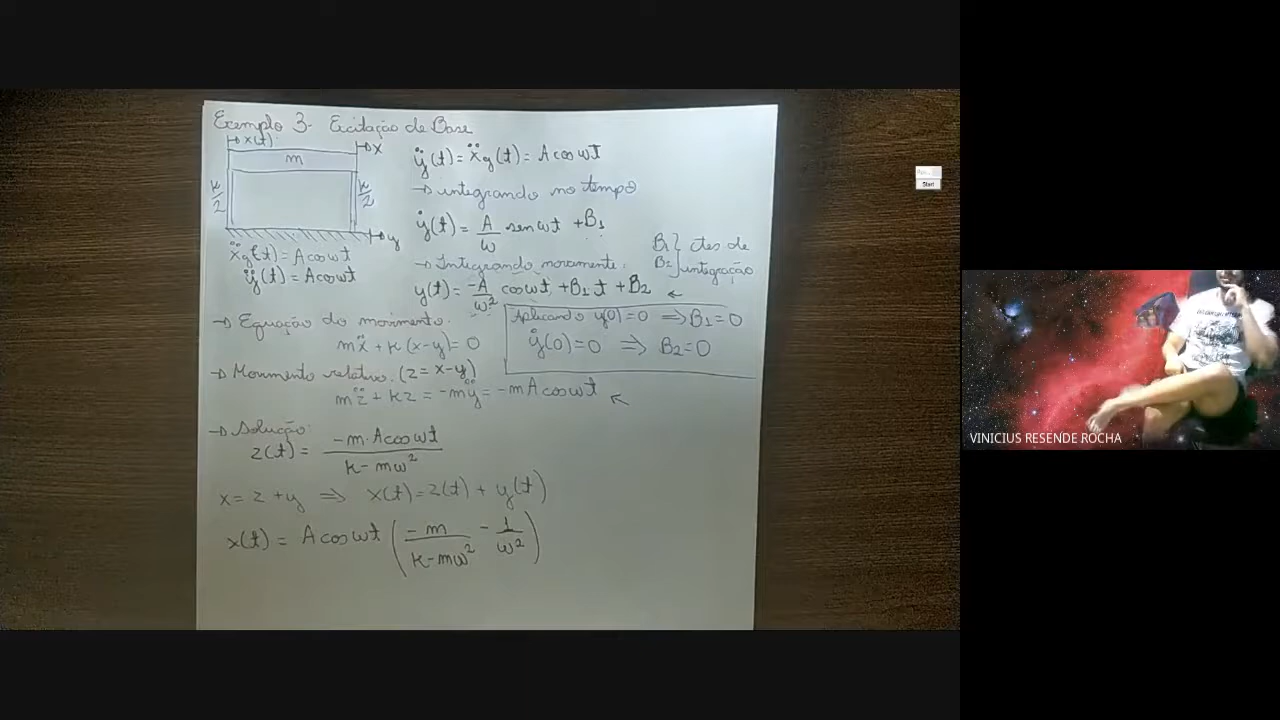 Exemplo 3- Excitação de Base
x(t)
x
m
k/2
k/2
y
ẍg(t) = A cos ωt
ÿ(t) = A cos ωt
ÿ(t) = ẍg(t) = A cos ωt
→ integrando no tempo
ẏ(t) = A/ω sen ωt + B1
→ Integrando novamente:
B1 } ctes de
B2 } integração
y(t) = -A/ω² cos ωt + B1 t + B2 ←
Aplicando y(0) = 0 ⇒ B1 = 0
ẏ(0) = 0 ⇒ B2 = 0
→ Equação do movimento:
mẍ + k(x-y) = 0
→ Movimento relativo: (z = x-y)
mz̈ + kz = -mÿ = -mA cos ωt
→ Solução:
z(t) = -m·A cos ωt / k - mω²
x = z + y ⇒ x(t) = z(t) + y(t)
x(t) = A cos ωt ( -m / k-mω² - 1/ω² )
Start
VINICIUS RESENDE ROCHA